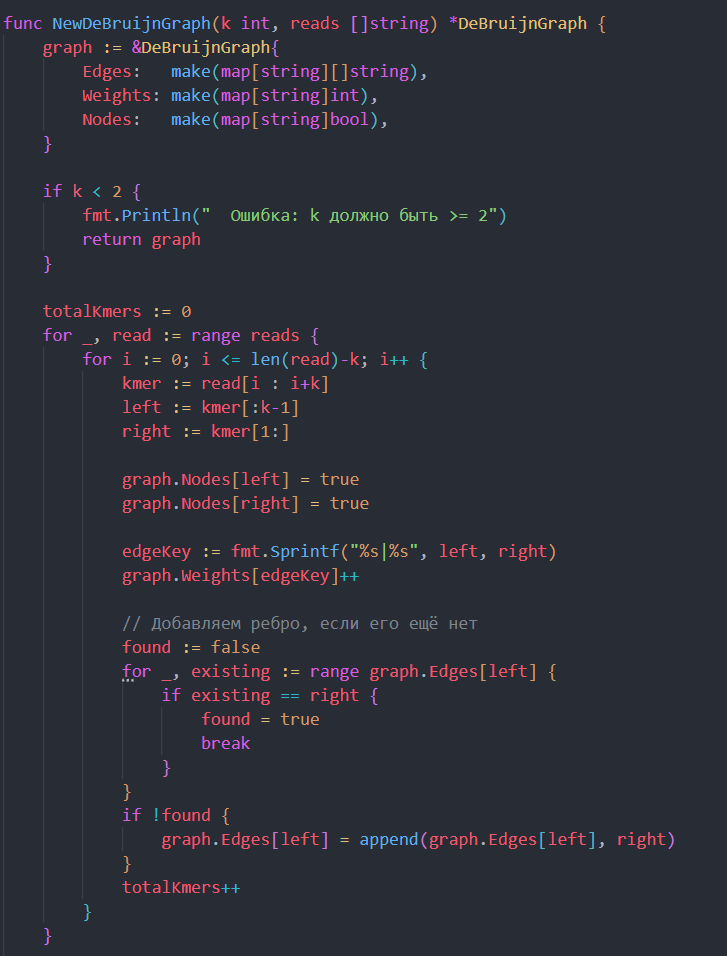 func NewDeBruijnGraph(k int, reads []string) *DeBruijnGraph {
    graph := &DeBruijnGraph{
        Edges:   make(map[string][]string),
        Weights: make(map[string]int),
        Nodes:   make(map[string]bool),
    }

    if k < 2 {
        fmt.Println("  Ошибка: k должно быть >= 2")
        return graph
    }

    totalKmers := 0
    for _, read := range reads {
        for i := 0; i <= len(read)-k; i++ {
            kmer := read[i : i+k]
            left := kmer[:k-1]
            right := kmer[1:]

            graph.Nodes[left] = true
            graph.Nodes[right] = true

            edgeKey := fmt.Sprintf("%s|%s", left, right)
            graph.Weights[edgeKey]++

            // Добавляем ребро, если его ещё нет
            found := false
            for _, existing := range graph.Edges[left] {
                if existing == right {
                    found = true
                    break
                }
            }
            if !found {
                graph.Edges[left] = append(graph.Edges[left], right)
            }
            totalKmers++
        }
    }